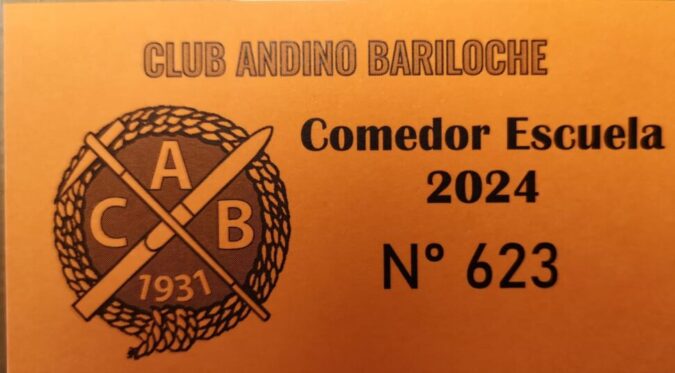 CLUB ANDINO BARILOCHE
Comedor Escuela
2024
N° 623
A
C B
1931